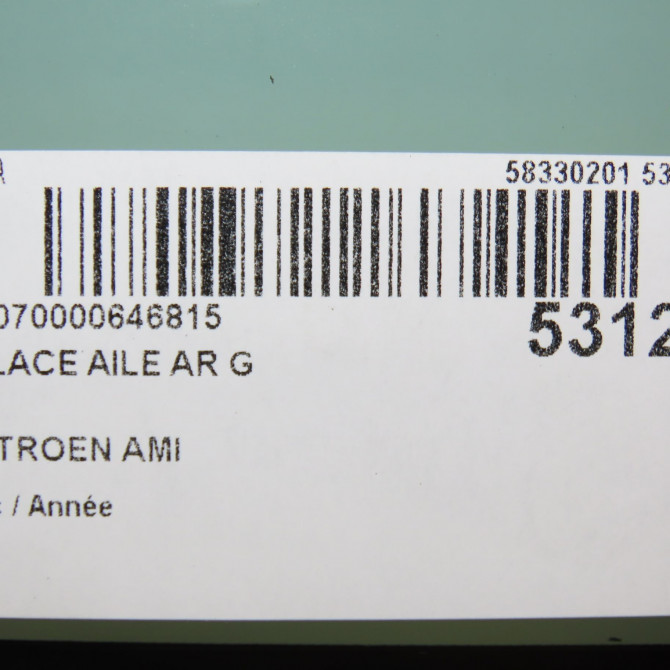 58330201 53
070000646815
5312
LACE AILE AR G
TROEN AMI
/ Année